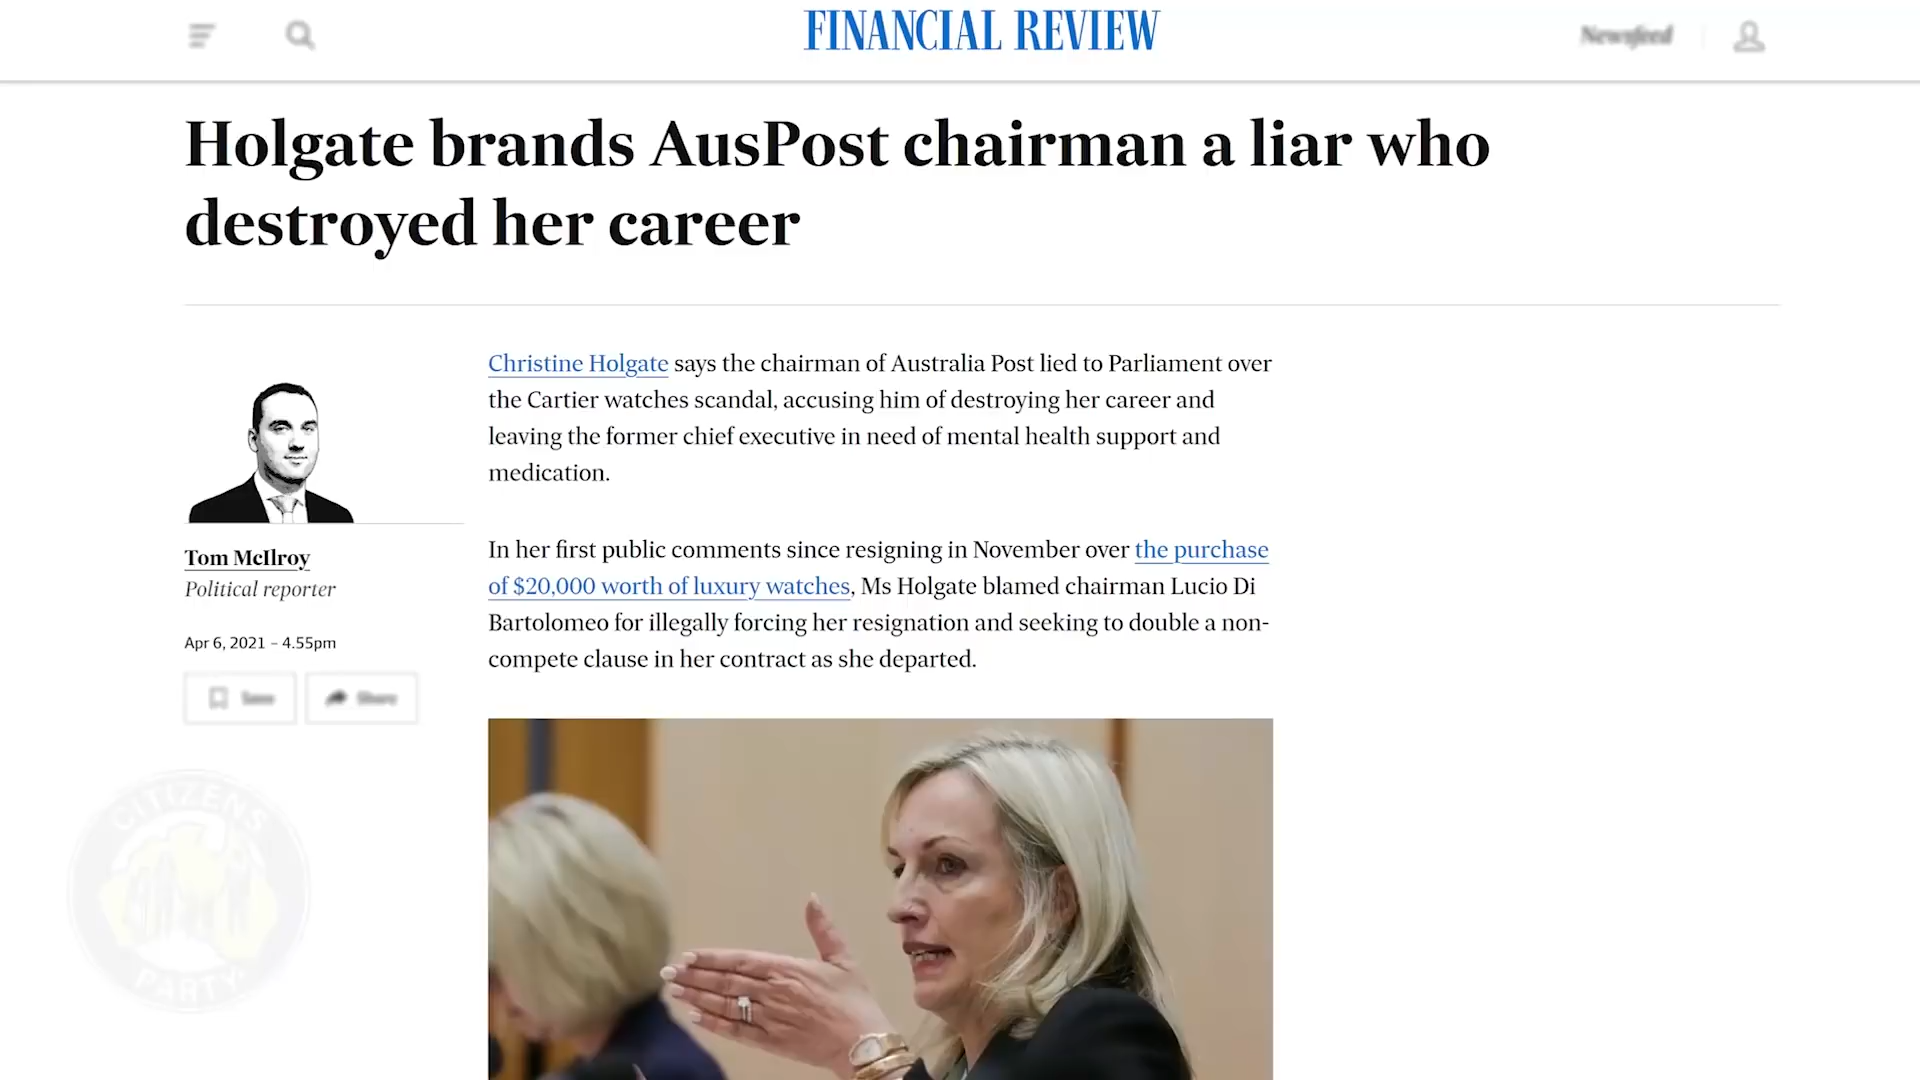 FINANCIAL REVIEW
Newsfeed
Holgate brands AusPost chairman a liar who
destroyed her career
Christine Holgate says the chairman of Australia Post lied to Parliament over
the Cartier watches scandal, accusing him of destroying her career and
leaving the former chief executive in need of mental health support and
medication.
Tom McIlroy
Political reporter
Apr 6, 2021 – 4.55pm
Save
Share
In her first public comments since resigning in November over the purchase
of $20,000 worth of luxury watches, Ms Holgate blamed chairman Lucio Di
Bartolomeo for illegally forcing her resignation and seeking to double a non-
compete clause in her contract as she departed.
CITIZENS
PARTY